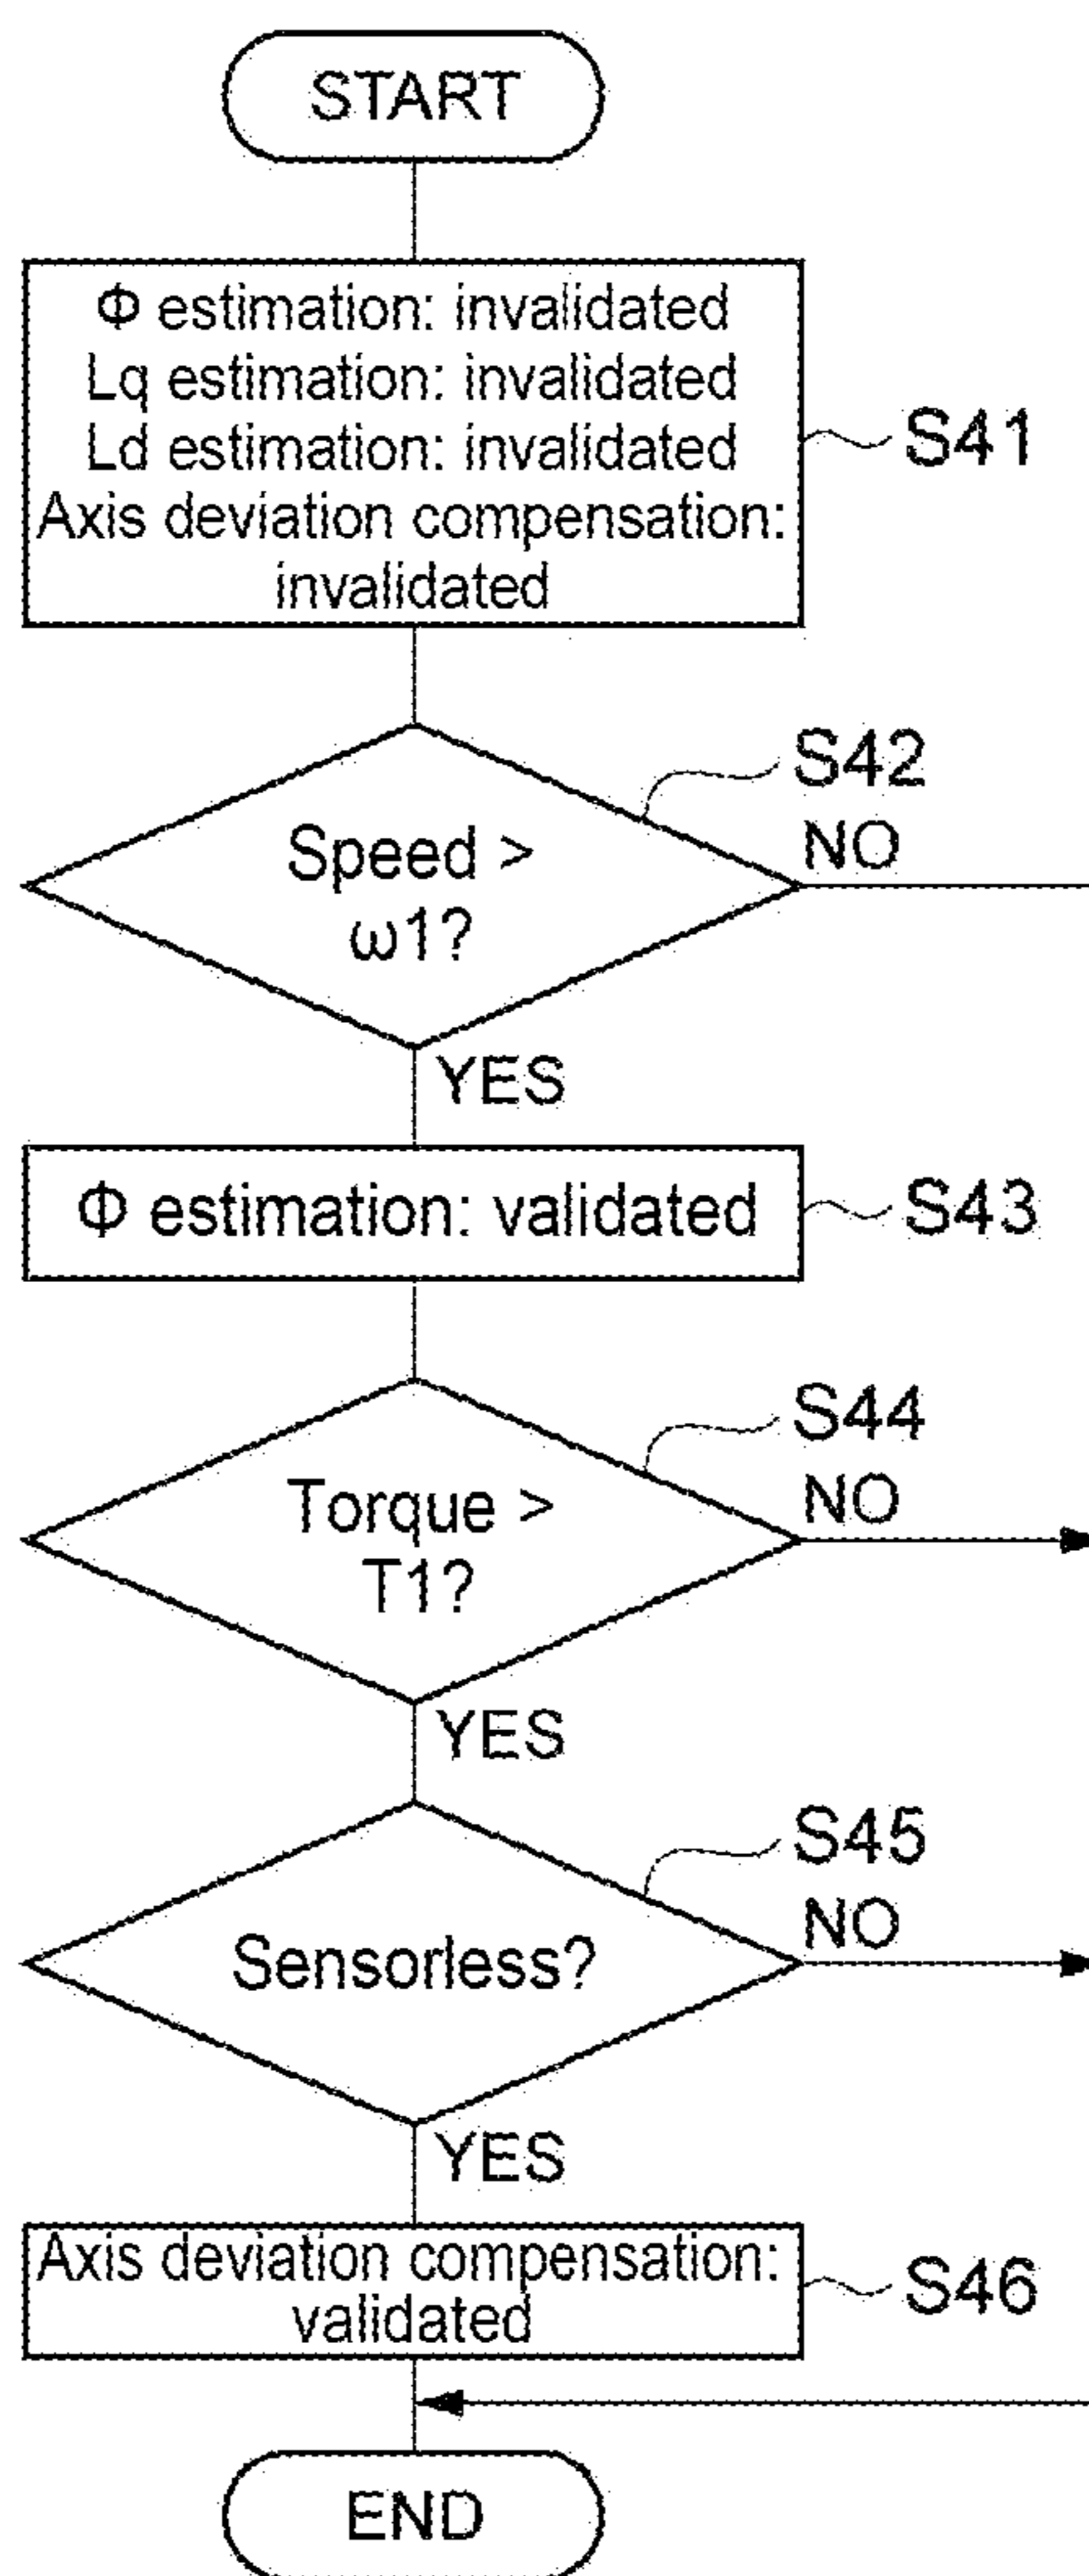 START
Φ estimation: invalidated
Lq estimation: invalidated
Ld estimation: invalidated
Axis deviation compensation:
invalidated
S41
S42
Speed >
ω1?
NO
YES
Φ estimation: validated
S43
S44
Torque >
T1?
NO
YES
S45
Sensorless?
NO
YES
Axis deviation compensation:
validated
S46
END